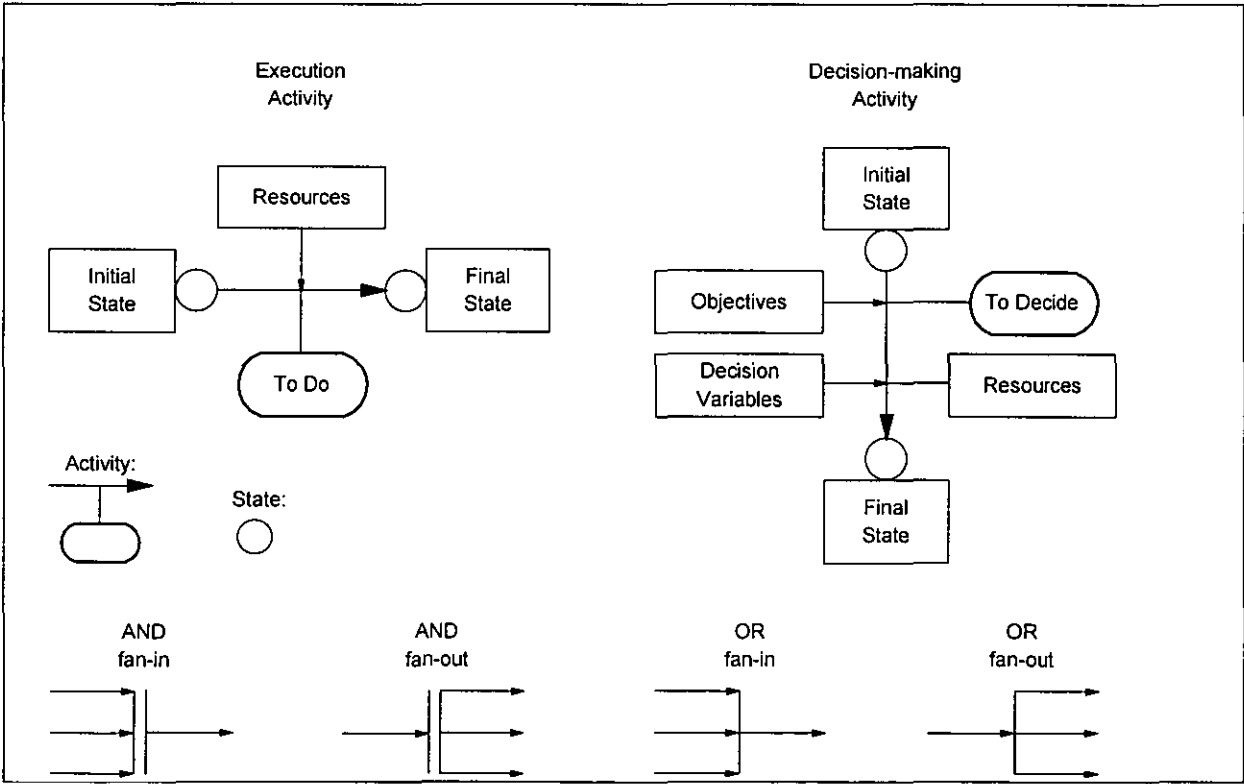 Execution
Activity
Resources
Initial
State
Final
State
To Do
Activity:
State:
Decision-making
Activity
Initial
State
Objectives
To Decide
Decision
Variables
Resources
Final
State
AND
fan-in
AND
fan-out
OR
fan-in
OR
fan-out